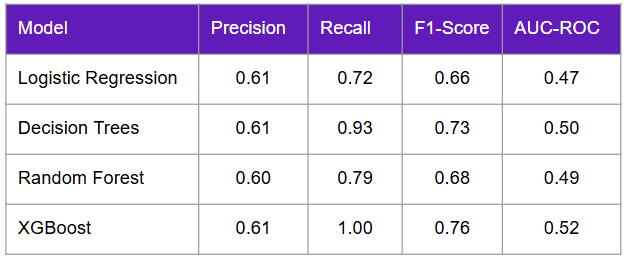 Model Precision Recall F1-Score AUC-ROC
Logistic Regression 0.61 0.72 0.66 0.47
Decision Trees 0.61 0.93 0.73 0.50
Random Forest 0.60 0.79 0.68 0.49
XGBoost 0.61 1.00 0.76 0.52